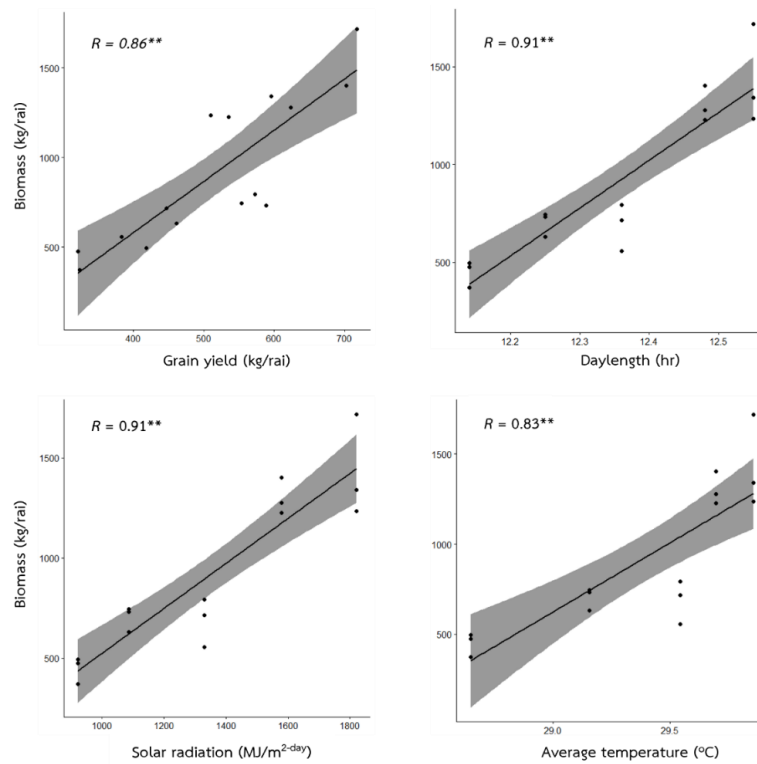 R = 0.86**
Biomass (kg/rai)
1500
1000
500
400
500
600
700
Grain yield (kg/rai)
R = 0.91**
1500
1000
500
12.2
12.3
12.4
12.5
Daylength (hr)
R = 0.91**
Biomass (kg/rai)
1500
1000
500
1000
1200
1400
1600
1800
Solar radiation (MJ/m²⁻ᵈᵃʸ)
R = 0.83**
1500
1000
500
29.0
29.5
Average temperature (°C)